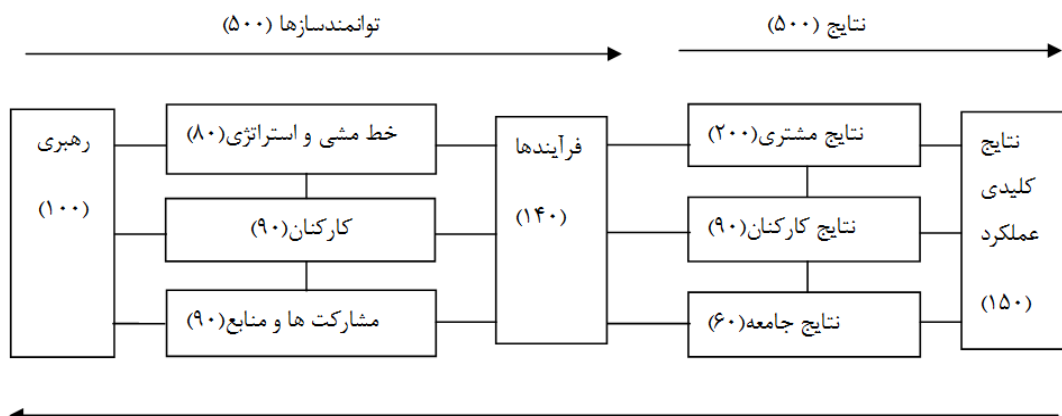 توانمندسازها (۵۰۰)
نتایج (۵۰۰)
رهبری
(۱۰۰)
خط مشی و استراتژی(۸۰)
کارکنان(۹۰)
مشارکت ها و منابع(۹۰)
فرآیندها
(۱۴۰)
نتایج مشتری(۲۰۰)
نتایج کارکنان(۹۰)
نتایج جامعه(۶۰)
نتایج
کلیدی
عملکرد
(۱۵۰)